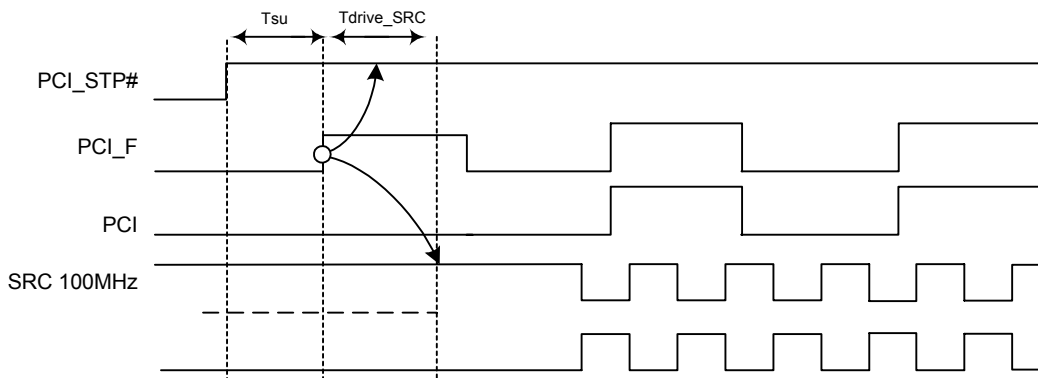 Tsu Tdrive_SRC
PCI_STP#
PCI_F
PCI
SRC 100MHz